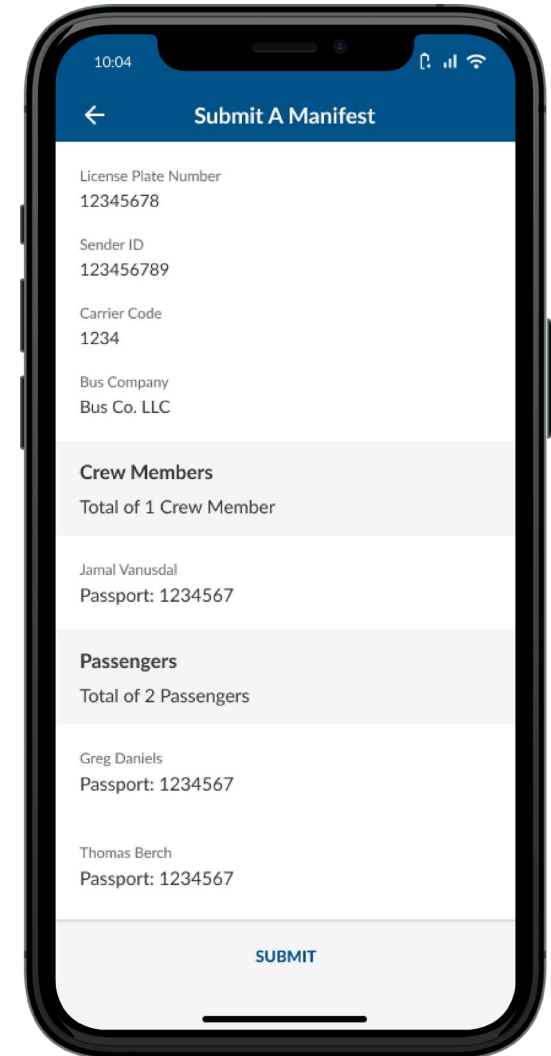 10:04
Submit A Manifest
License Plate Number
12345678
Sender ID
123456789
Carrier Code
1234
Bus Company
Bus Co. LLC
Crew Members
Total of 1 Crew Member
Jamal Vanusdal
Passport: 1234567
Passengers
Total of 2 Passengers
Greg Daniels
Passport: 1234567
Thomas Berch
Passport: 1234567
SUBMIT